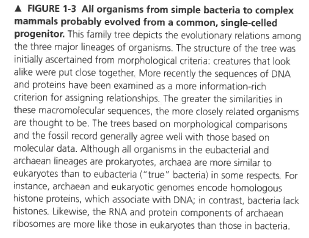 ▲ FIGURE 1-3 All organisms from simple bacteria to complex
mammals probably evolved from a common, single-celled
progenitor. This family tree depicts the evolutionary relations among
the three major lineages of organisms. The structure of the tree was
initially ascertained from morphological criteria: creatures that look
alike were put close together. More recently the sequences of DNA
and proteins have been examined as a more information-rich
criterion for assigning relationships. The greater the similarities in
these macromolecular sequences, the more closely related organisms
are thought to be. The trees based on morphological comparisons
and the fossil record generally agree well with those based on
molecular data. Although all organisms in the eubacterial and
archaean lineages are prokaryotes, archaea are more similar to
eukaryotes than to eubacteria ("true" bacteria) in some respects. For
instance, archaean and eukaryotic genomes encode homologous
histone proteins, which associate with DNA; in contrast, bacteria lack
histones. Likewise, the RNA and protein components of archaean
ribosomes are more like those in eukaryotes than those in bacteria.